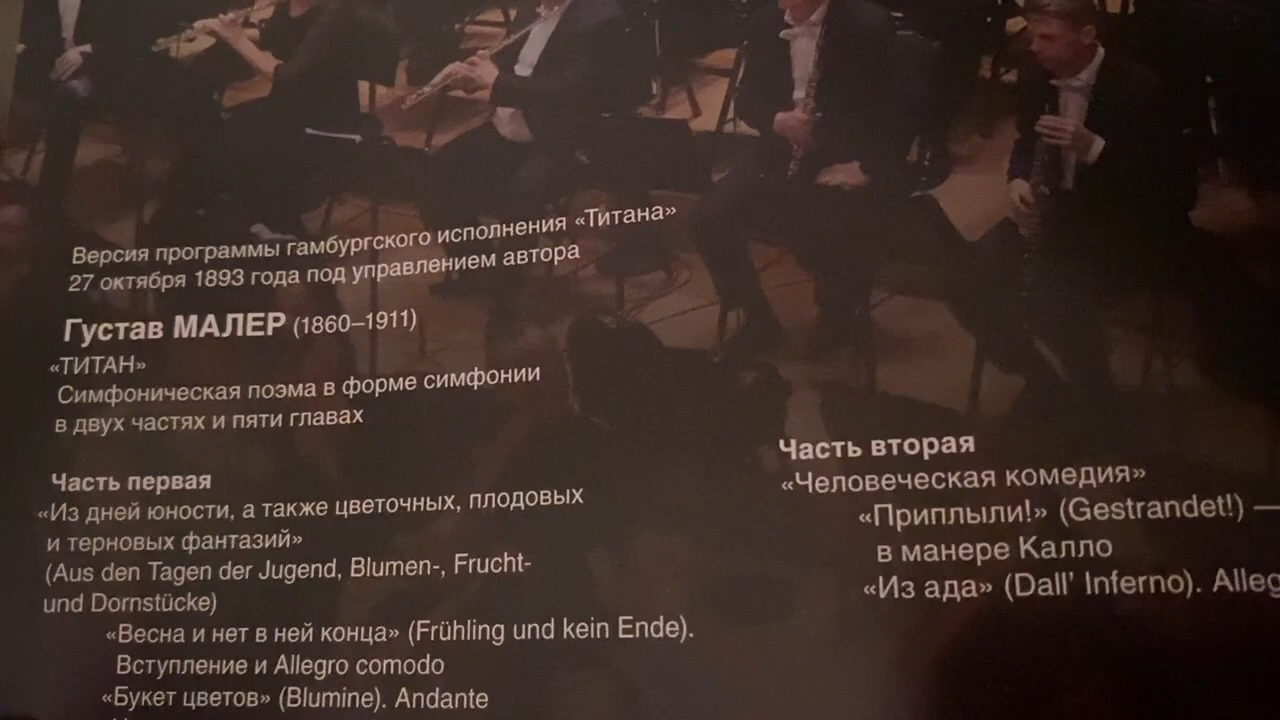 Версия программы гамбургского исполнения «Титана»
27 октября 1893 года под управлением автора
Густав МАЛЕР (1860–1911)
«ТИТАН»
Симфоническая поэма в форме симфонии
в двух частях и пяти главах
Часть первая
«Из дней юности, а также цветочных, плодовых
и терновых фантазий»
(Aus den Tagen der Jugend, Blumen-, Frucht-
und Dornstücke)
«Весна и нет в ней конца» (Frühling und kein Ende).
Вступление и Allegro comodo
«Букет цветов» (Blumine). Andante
Часть вторая
«Человеческая комедия»
«Приплыли!» (Gestrandet!) —
в манере Калло
«Из ада» (Dall’ Inferno). Alleg